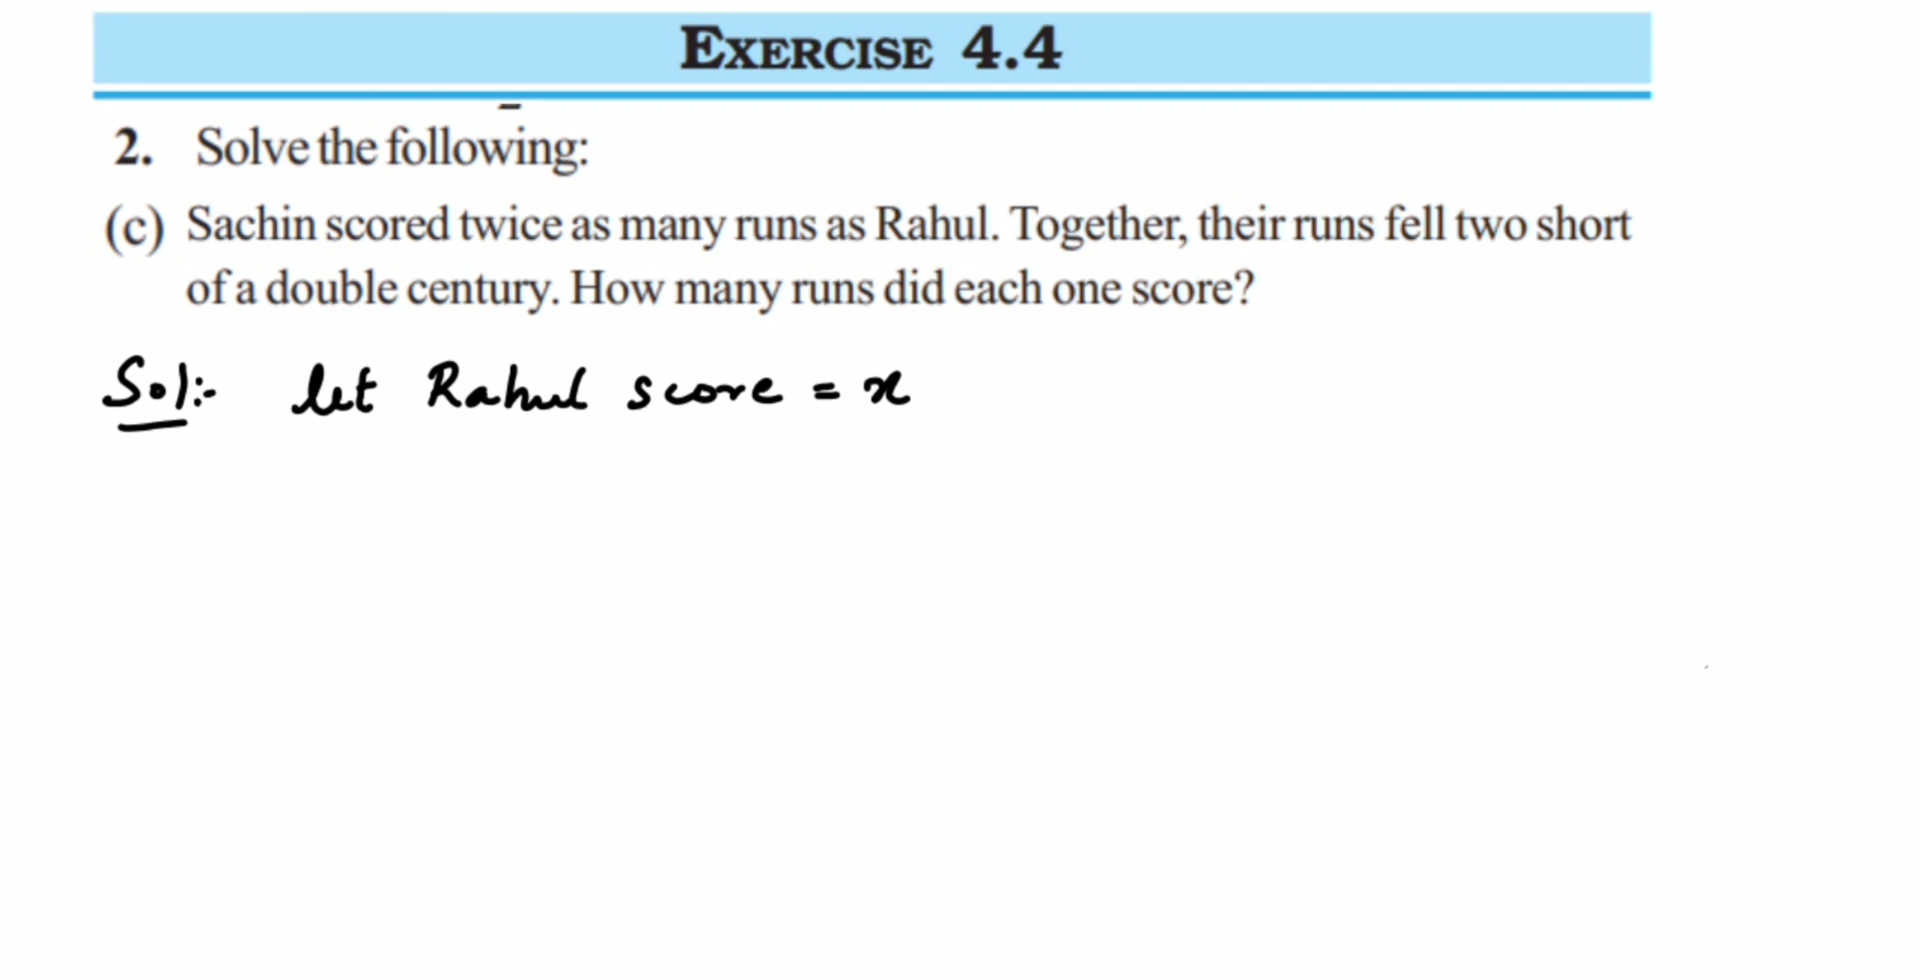 EXERCISE 4.4
2. Solve the following:
(c) Sachin scored twice as many runs as Rahul. Together, their runs fell two short
of a double century. How many runs did each one score?
Sol:- let Rahul score = x